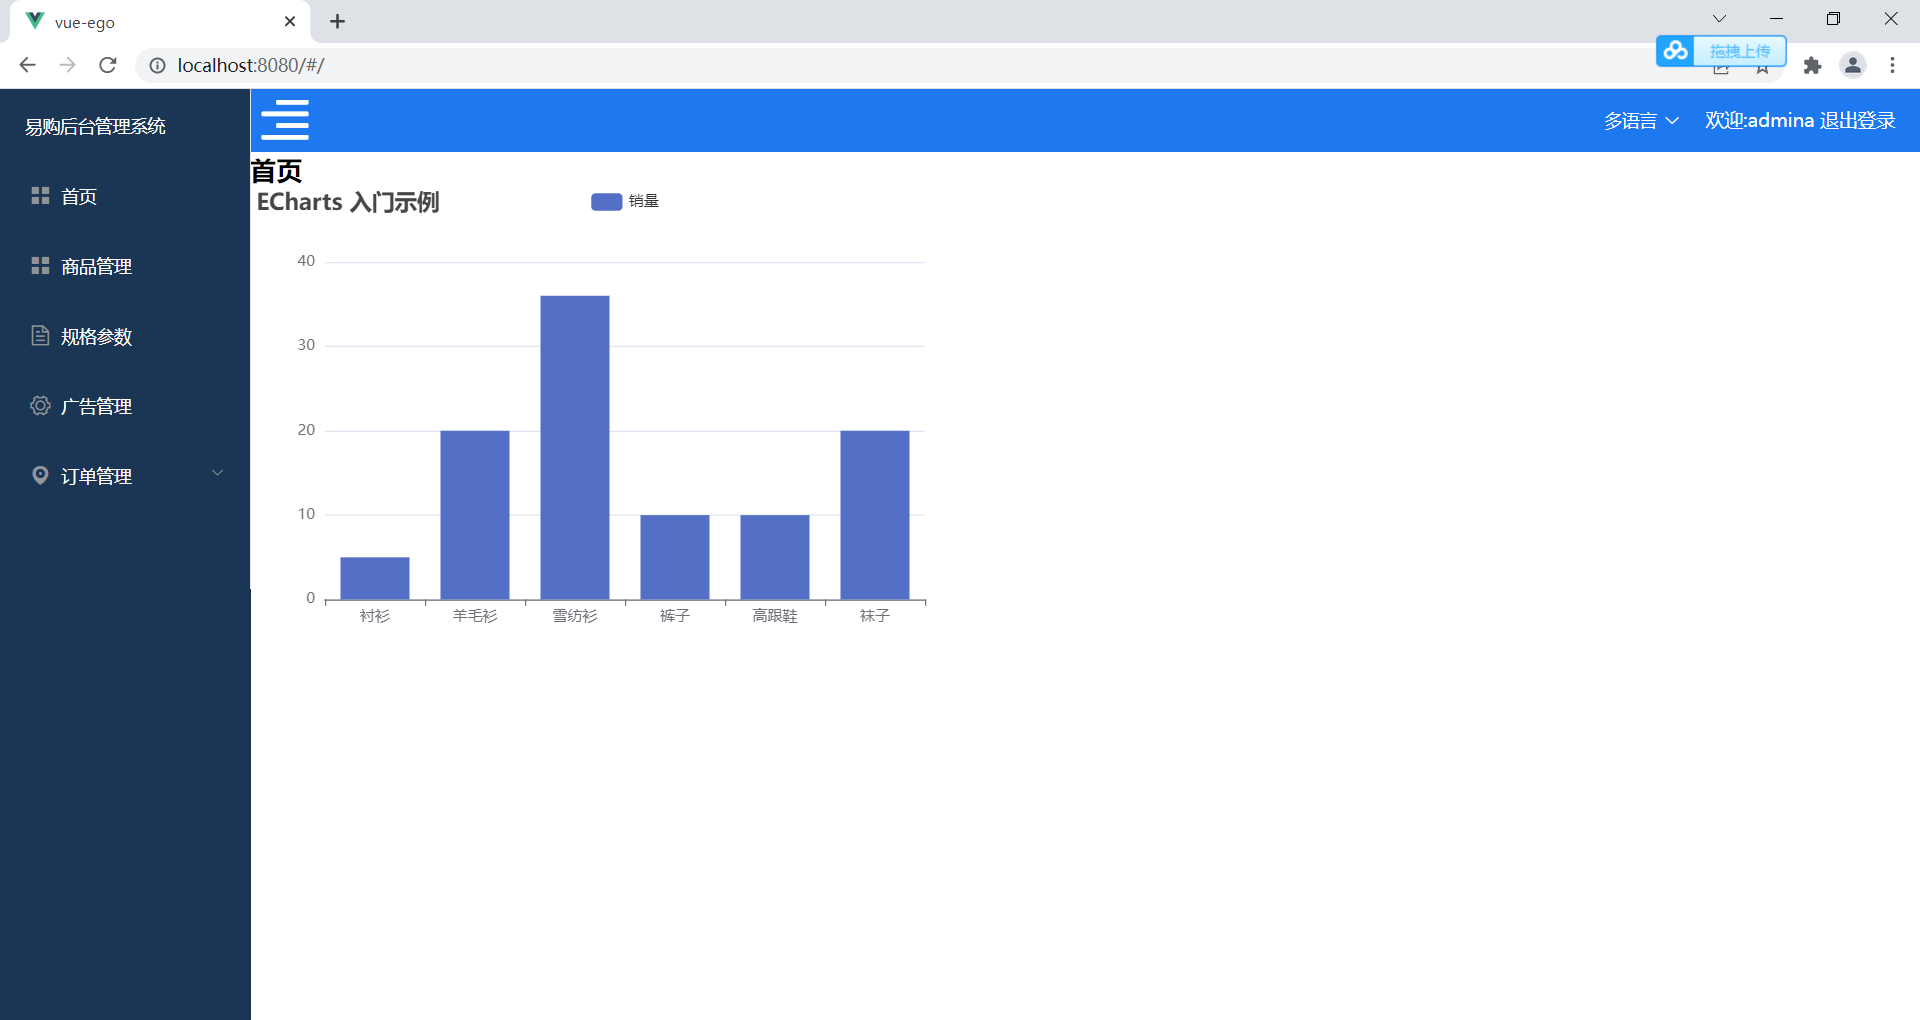 vue-ego
localhost:8080/#/
拖拽上传
易购后台管理系统
首页
商品管理
规格参数
广告管理
订单管理
多语言
欢迎:admina 退出登录
首页
ECharts 入门示例
销量
40
30
20
10
0
衬衫 羊毛衫 雪纺衫 裤子 高跟鞋 袜子